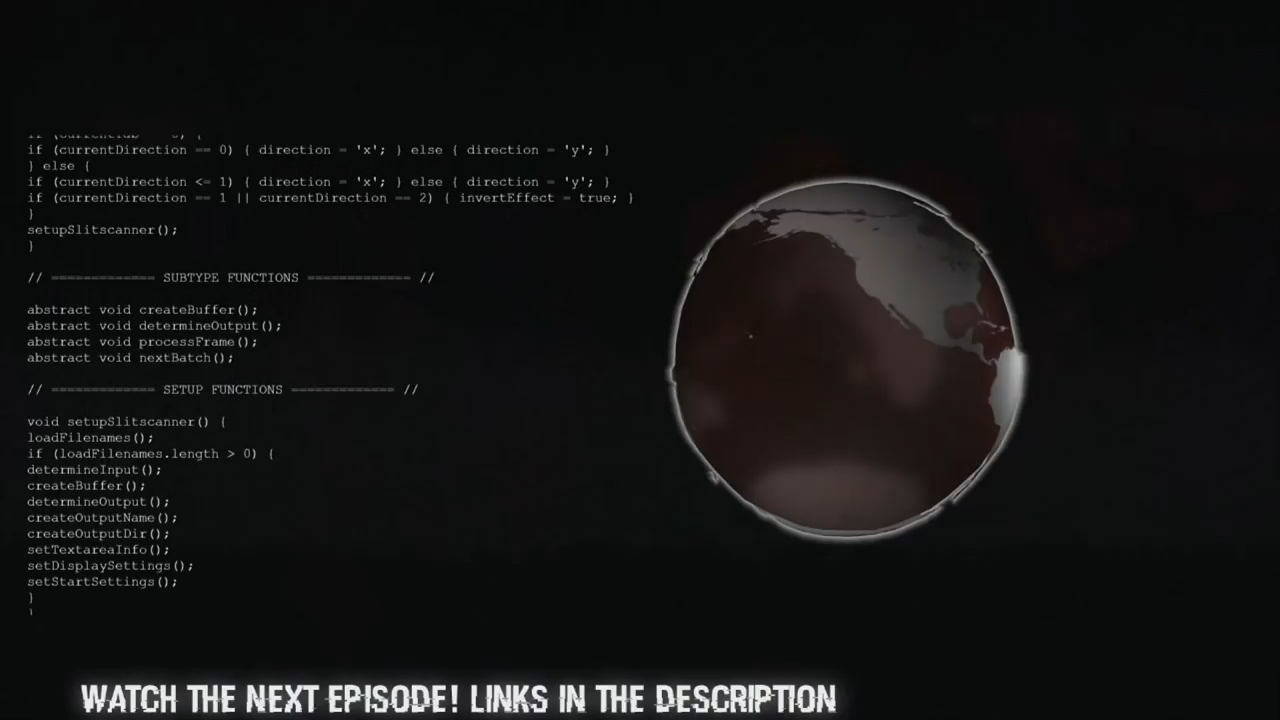 if (currentDirection == 0) { direction = 'x'; } else { direction = 'y'; }
} else {
if (currentDirection <= 1) { direction = 'x'; } else { direction = 'y'; }
if (currentDirection == 1 || currentDirection == 2) { invertEffect = true; }
}
setupSlitscanner();
}
// ============= SUBTYPE FUNCTIONS ============= //
abstract void createBuffer();
abstract void determineOutput();
abstract void processFrame();
abstract void nextBatch();
// ============= SETUP FUNCTIONS ============= //
void setupSlitscanner() {
loadFilenames();
if (loadFilenames.length > 0) {
determineInput();
createBuffer();
determineOutput();
createOutputName();
createOutputDir();
setTextareaInfo();
setDisplaySettings();
setStartSettings();
}
WATCH THE NEXT EPISODE! LINKS IN THE DESCRIPTION